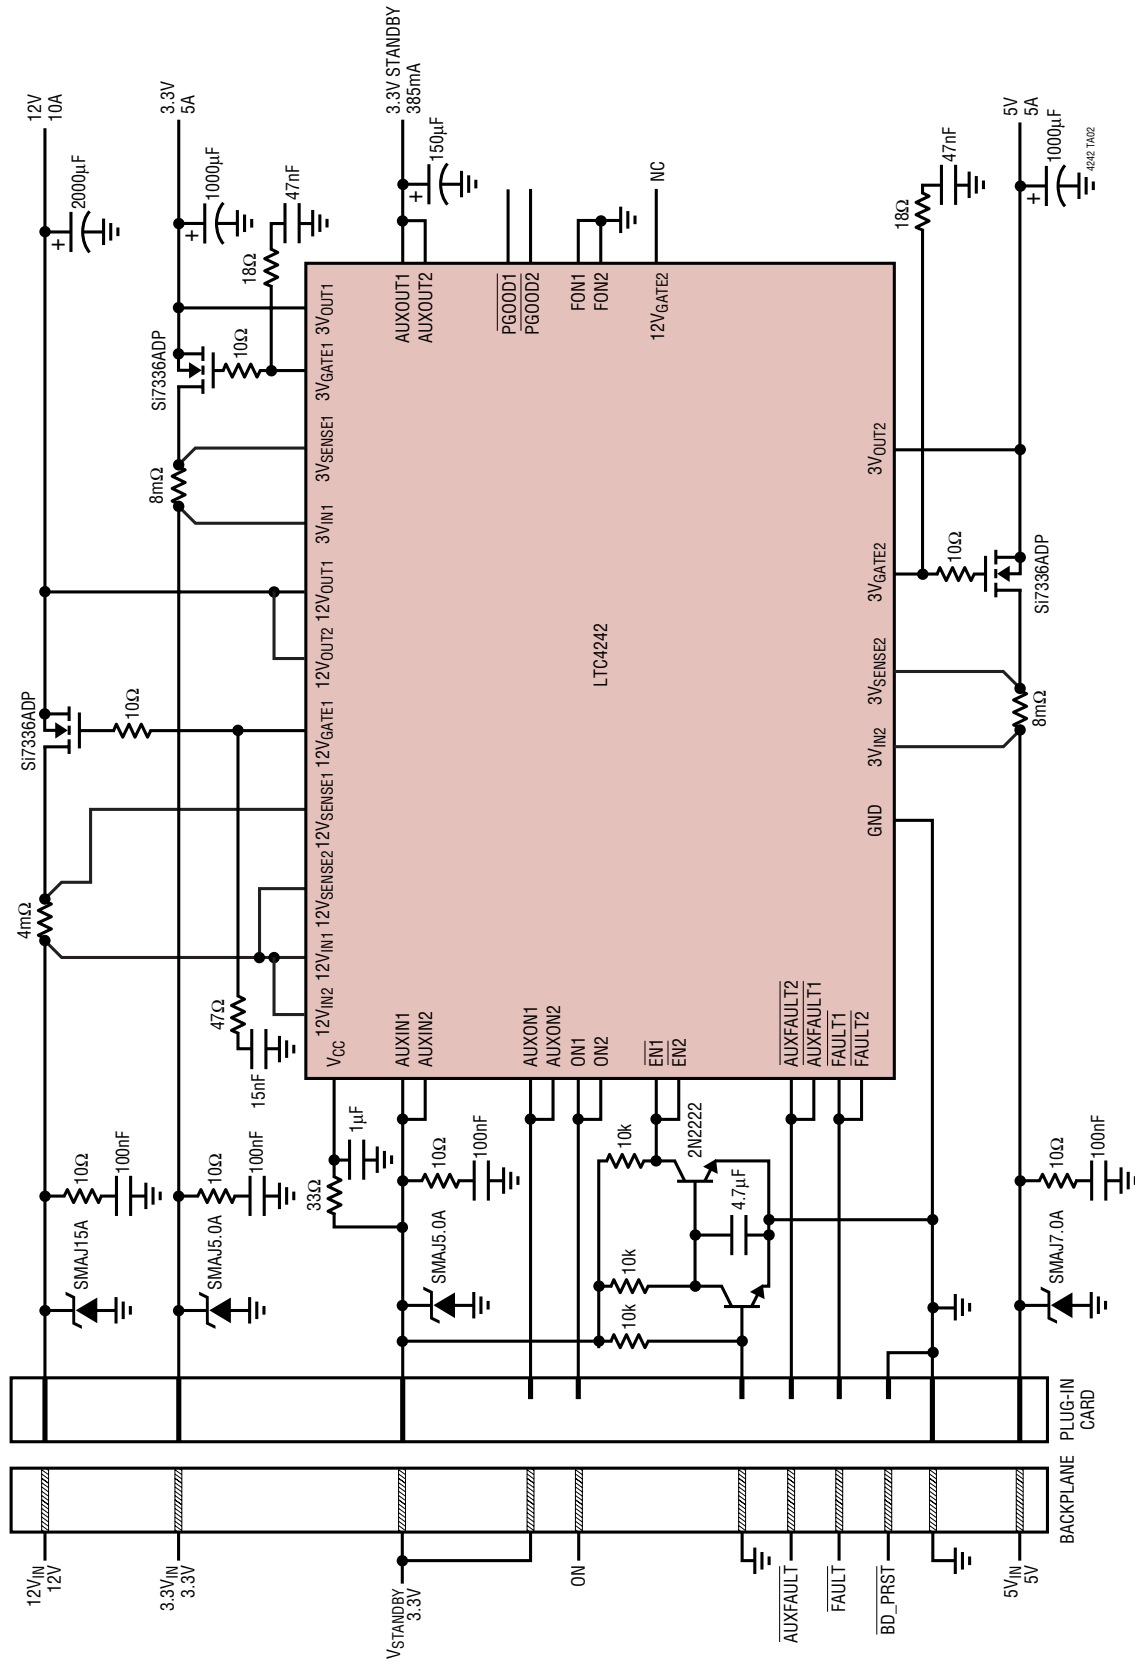 12VIN
12V
3.3VIN
3.3V
VSTANDBY
3.3V
ON
AUXFAULT
FAULT
BD_PRST
5VIN
5V
BACKPLANE
PLUG-IN
CARD
SMAJ15A
10Ω
100nF
SMAJ5.0A
10Ω
100nF
33Ω
1µF
SMAJ5.0A
10Ω
100nF
10k
10k
10k
2N2222
4.7µF
SMAJ7.0A
10Ω
100nF
4mΩ
47Ω
15nF
Si7336ADP
10Ω
8mΩ
Si7336ADP
10Ω
18Ω
47nF
12V
10A
2000µF
3.3V
5A
1000µF
3.3V STANDBY
385mA
150µF
NC
VCC
12VIN2
12VIN1
12VSENSE2
12VSENSE1
12VGATE1
12VOUT2
12VOUT1
3VIN1
3VSENSE1
3VGATE1
3VOUT1
AUXIN1
AUXIN2
AUXON1
AUXON2
ON1
ON2
EN1
EN2
AUXFAULT2
AUXFAULT1
FAULT1
FAULT2
LTC4242
AUXOUT1
AUXOUT2
PGOOD1
PGOOD2
FON1
FON2
12VGATE2
GND
3VIN2
3VSENSE2
3VGATE2
3VOUT2
8mΩ
10Ω
Si7336ADP
18Ω
47nF
5V
5A
1000µF
4242 TA02